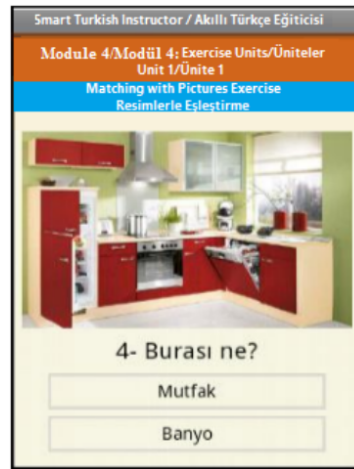 Smart Turkish Instructor / Akıllı Türkçe Eğiticisi
Module 4/Modül 4: Exercise Units/Üniteler
Unit 1/Ünite 1
Matching with Pictures Exercise
Resimlerle Eşleştirme
4- Burası ne?
Mutfak
Banyo